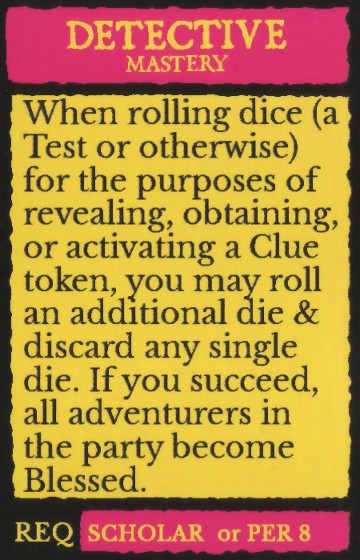 DETECTIVE
MASTERY
When rolling dice (a
Test or otherwise)
for the purposes of
revealing, obtaining,
or activating a Clue
token, you may roll
an additional die &
discard any single
die. If you succeed,
all adventurers in
the party become
Blessed.
REQ SCHOLAR or PER 8